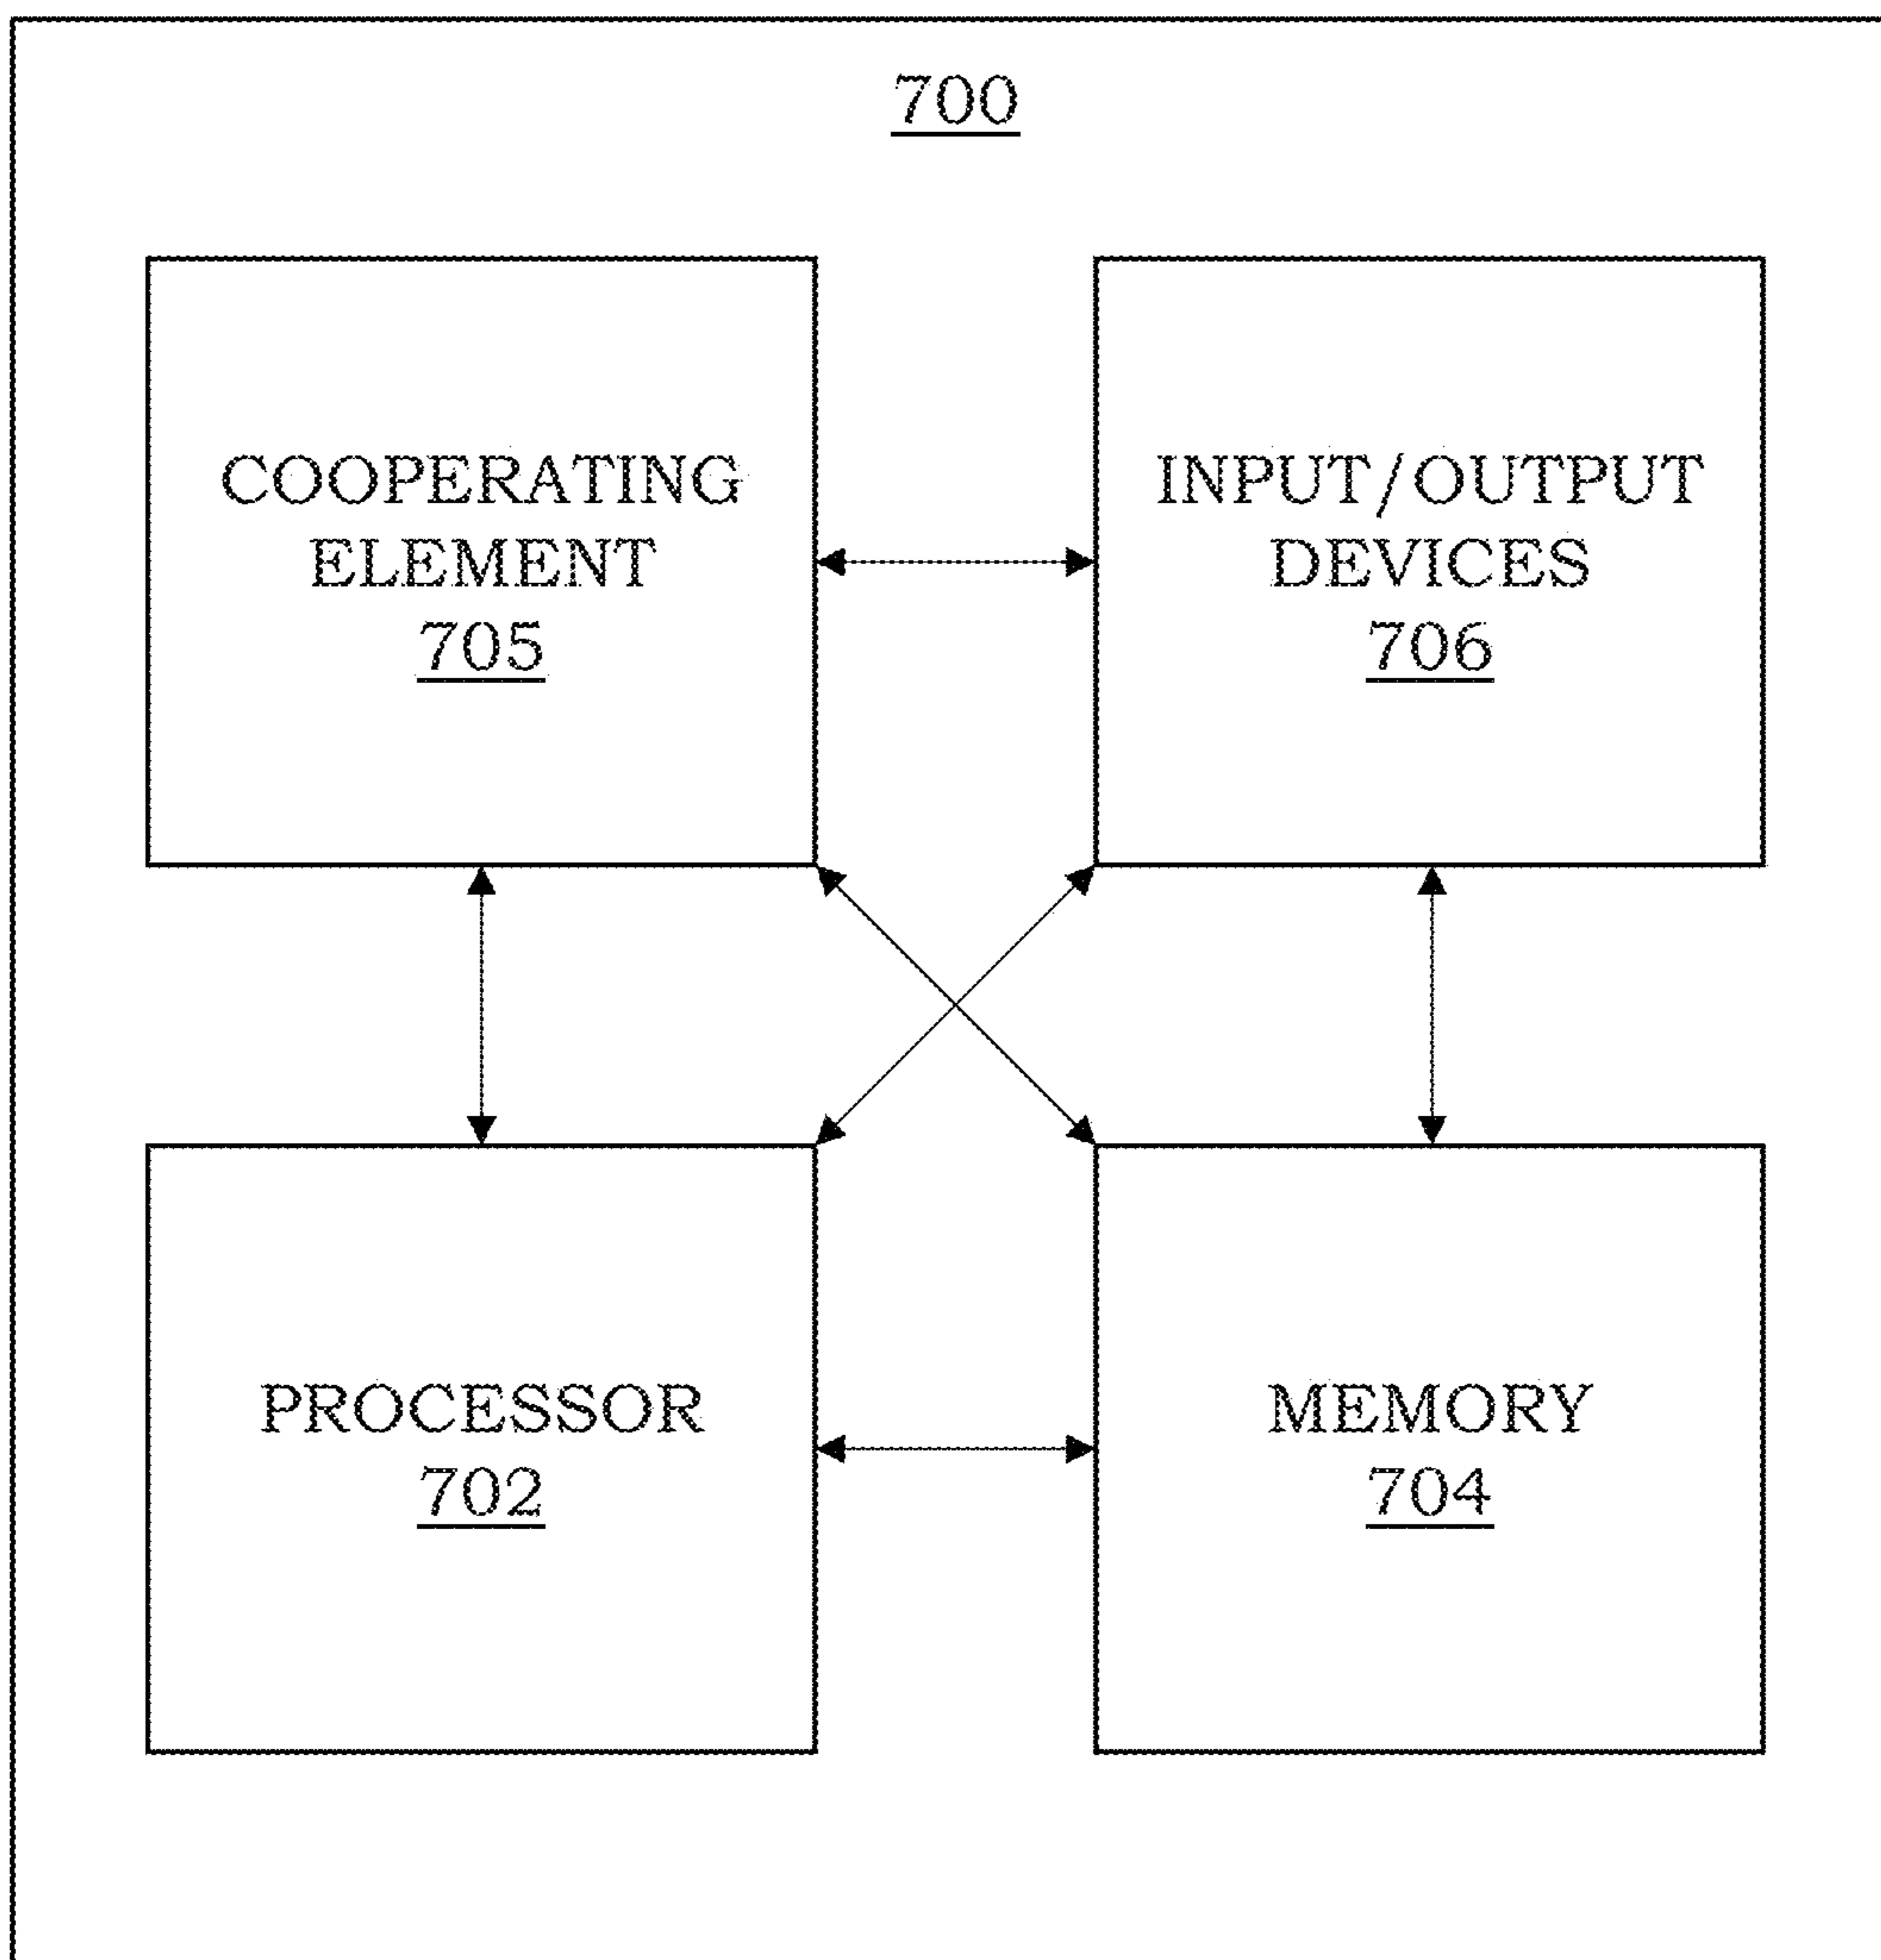 700
COOPERATING
ELEMENT
705
INPUT/OUTPUT
DEVICES
706
PROCESSOR
702
MEMORY
704